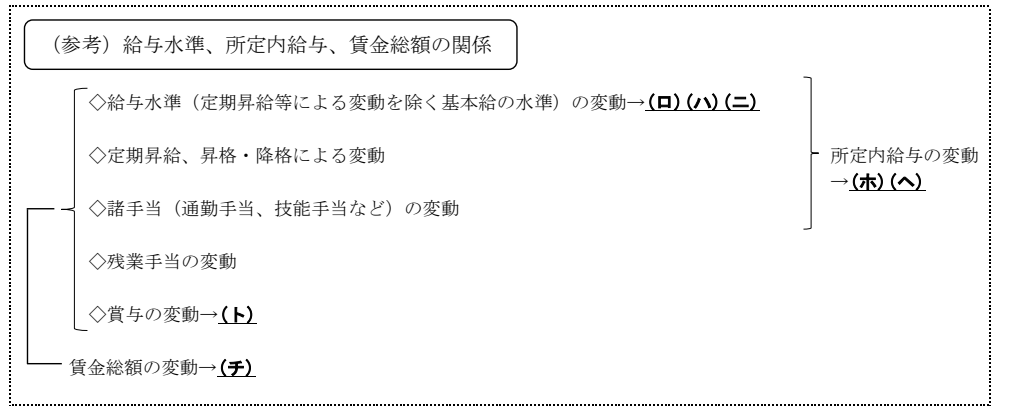 （参考）給与水準、所定内給与、賃金総額の関係
◇給与水準（定期昇給等による変動を除く基本給の水準）の変動→(ロ)(ハ)(ニ)
◇定期昇給、昇格・降格による変動
所定内給与の変動
→(ホ)(ヘ)
◇諸手当（通勤手当、技能手当など）の変動
◇残業手当の変動
◇賞与の変動→(ト)
賃金総額の変動→(チ)